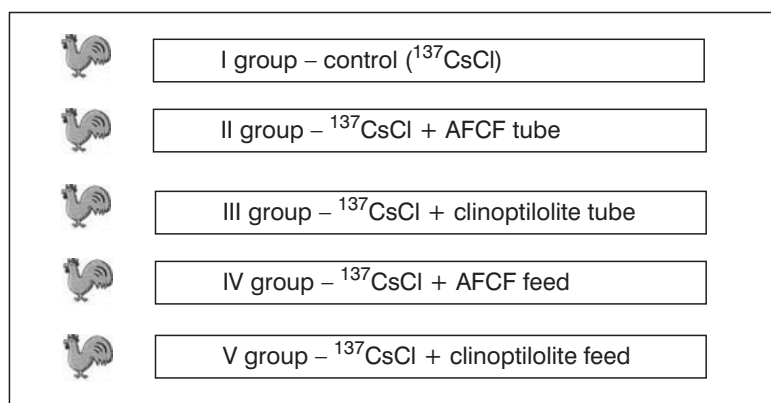 I group – control (¹³⁷CsCl)
II group – ¹³⁷CsCl + AFCF tube
III group – ¹³⁷CsCl + clinoptilolite tube
IV group – ¹³⁷CsCl + AFCF feed
V group – ¹³⁷CsCl + clinoptilolite feed